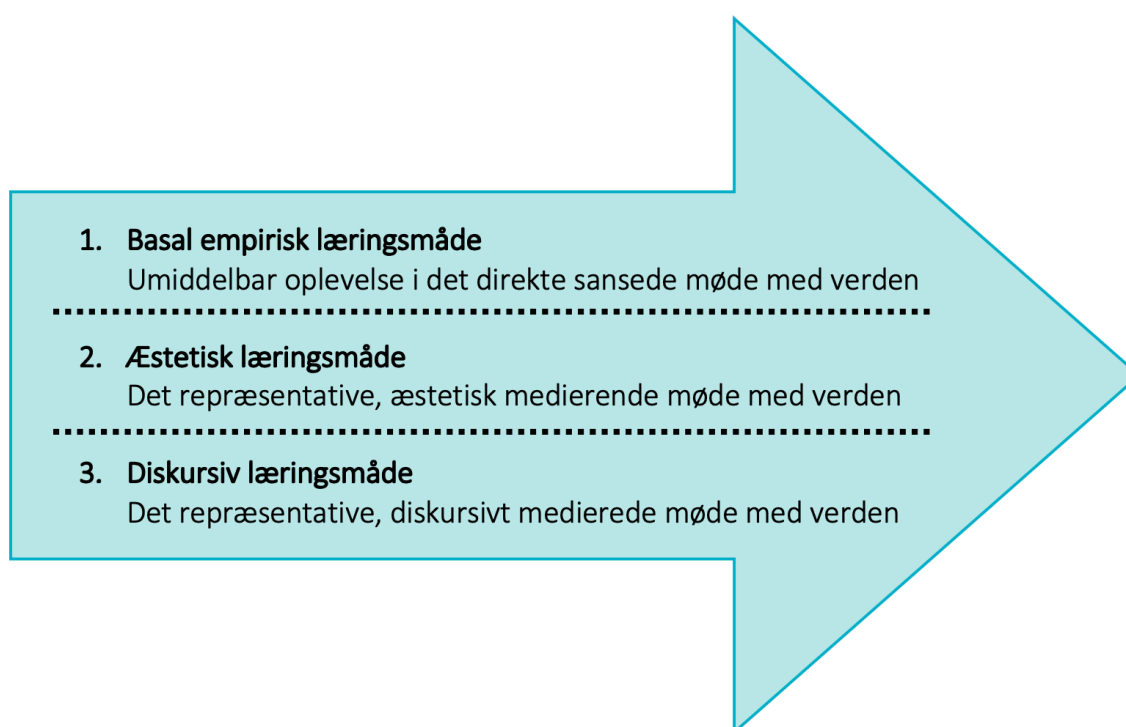 1. Basal empirisk læringsmåde
Umiddelbar oplevelse i det direkte sansede møde med verden
2. Æstetisk læringsmåde
Det repræsentative, æstetisk medierende møde med verden
3. Diskursiv læringsmåde
Det repræsentative, diskursivt medierede møde med verden